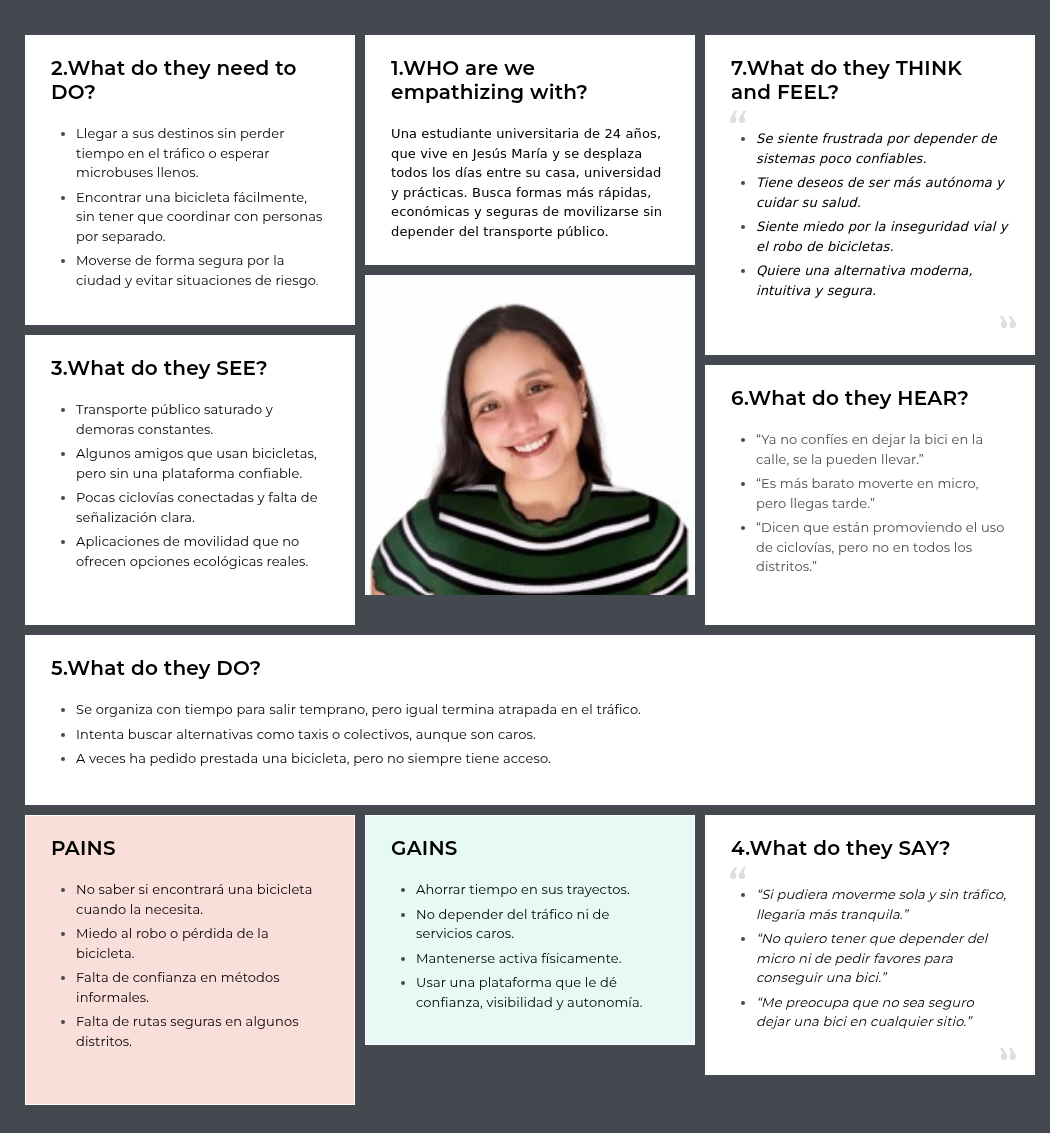 2.What do they need to
DO?
• Llegar a sus destinos sin perder
tiempo en el tráfico o esperar
microbuses llenos.
• Encontrar una bicicleta fácilmente,
sin tener que coordinar con personas
por separado.
• Moverse de forma segura por la
ciudad y evitar situaciones de riesgo.
1.WHO are we
empathizing with?
Una estudiante universitaria de 24 años,
que vive en Jesús María y se desplaza
todos los días entre su casa, universidad
y prácticas. Busca formas más rápidas,
económicas y seguras de movilizarse sin
depender del transporte público.
7.What do they THINK
and FEEL?
“
• Se siente frustrada por depender de
sistemas poco confiables.
• Tiene deseos de ser más autónoma y
cuidar su salud.
• Siente miedo por la inseguridad vial y
el robo de bicicletas.
• Quiere una alternativa moderna,
intuitiva y segura.
”
3.What do they SEE?
• Transporte público saturado y
demoras constantes.
• Algunos amigos que usan bicicletas,
pero sin una plataforma confiable.
• Pocas ciclovías conectadas y falta de
señalización clara.
• Aplicaciones de movilidad que no
ofrecen opciones ecológicas reales.
6.What do they HEAR?
• “Ya no confíes en dejar la bici en la
calle, se la pueden llevar.”
• “Es más barato moverte en micro,
pero llegas tarde.”
• “Dicen que están promoviendo el uso
de ciclovías, pero no en todos los
distritos.”
5.What do they DO?
• Se organiza con tiempo para salir temprano, pero igual termina atrapada en el tráfico.
• Intenta buscar alternativas como taxis o colectivos, aunque son caros.
• A veces ha pedido prestada una bicicleta, pero no siempre tiene acceso.
PAINS
• No saber si encontrará una bicicleta
cuando la necesita.
• Miedo al robo o pérdida de la
bicicleta.
• Falta de confianza en métodos
informales.
• Falta de rutas seguras en algunos
distritos.
GAINS
• Ahorrar tiempo en sus trayectos.
• No depender del tráfico ni de
servicios caros.
• Mantenerse activa físicamente.
• Usar una plataforma que le dé
confianza, visibilidad y autonomía.
4.What do they SAY?
“
• “Si pudiera moverme sola y sin tráfico,
llegaría más tranquila.”
• “No quiero tener que depender del
micro ni de pedir favores para
conseguir una bici.”
• “Me preocupa que no sea seguro
dejar una bici en cualquier sitio.”
”